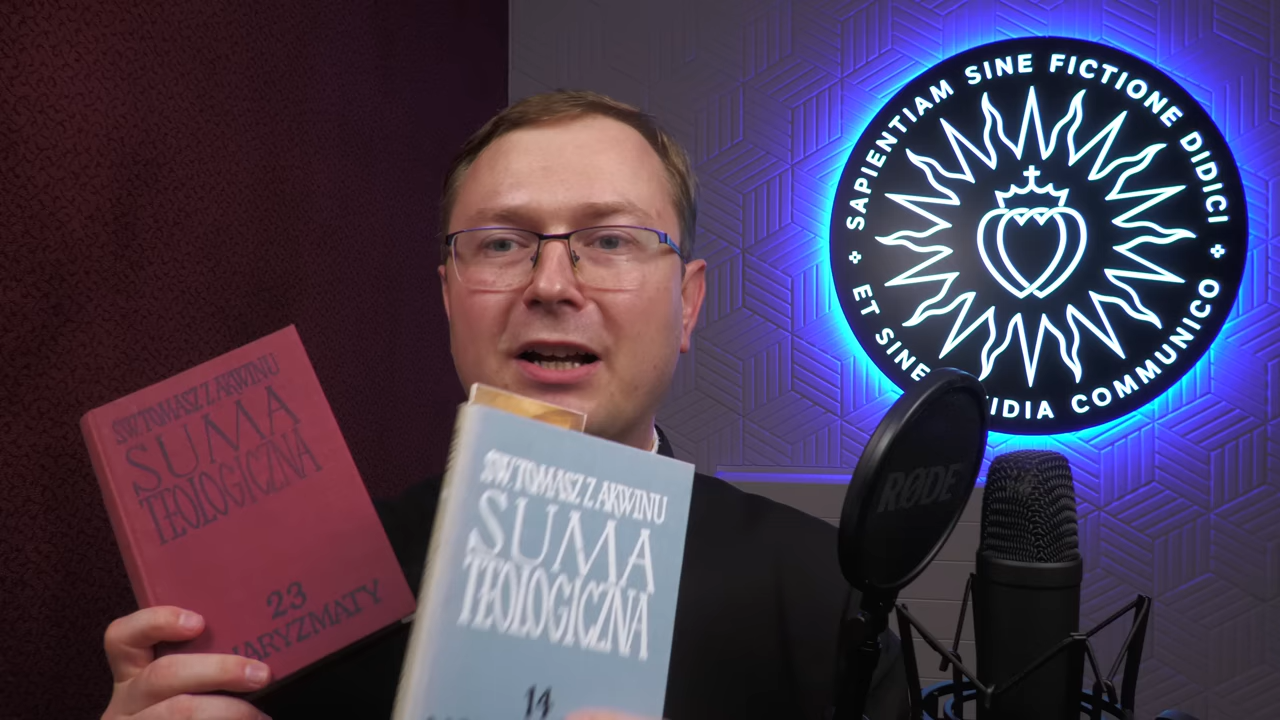 SAPIENTIAM SINE FICTIONE DIDICI
ET SINE
IDIA COMMUNICO
ŚW. TOMASZ Z AKWINU
SUMA
TEOLOGICZNA
23
ŚW. TOMASZ Z AKWINU
SUMA
TEOLOGICZNA
14
RØDE